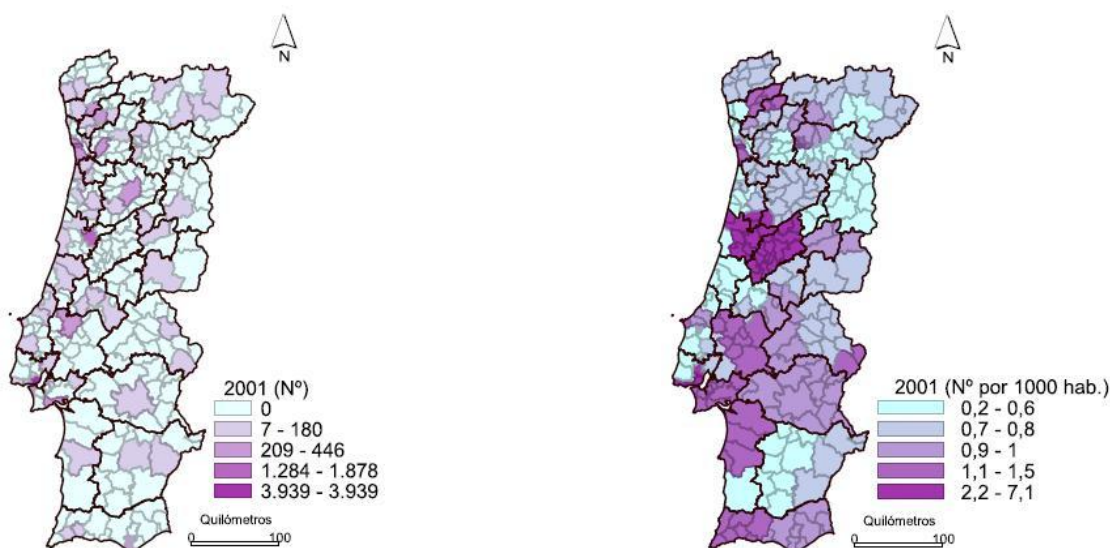 N
2001 (Nº)
0
7 - 180
209 - 446
1.284 - 1.878
3.939 - 3.939
Quilómetros
0 100
N
2001 (Nº por 1000 hab.)
0,2 - 0,6
0,7 - 0,8
0,9 - 1
1,1 - 1,5
2,2 - 7,1
Quilómetros
0 100